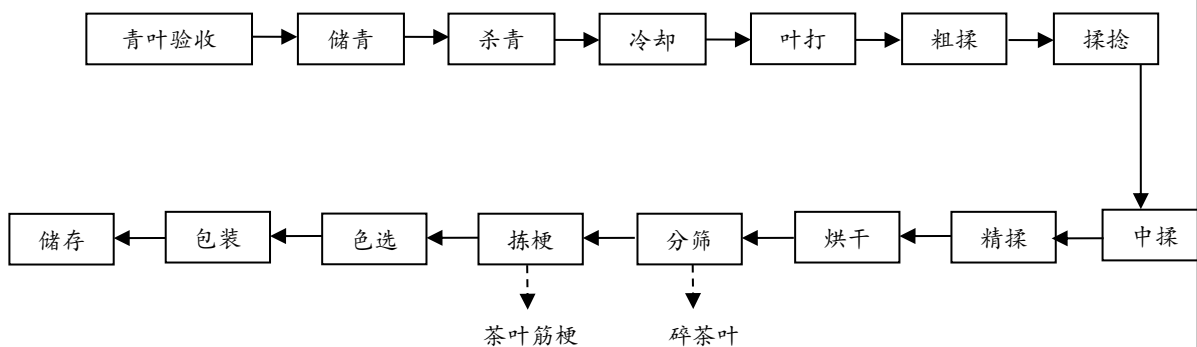 青叶验收
储青
杀青
冷却
叶打
粗揉
揉捻
中揉
精揉
烘干
分筛
拣梗
色选
包装
储存
茶叶筋梗
碎茶叶